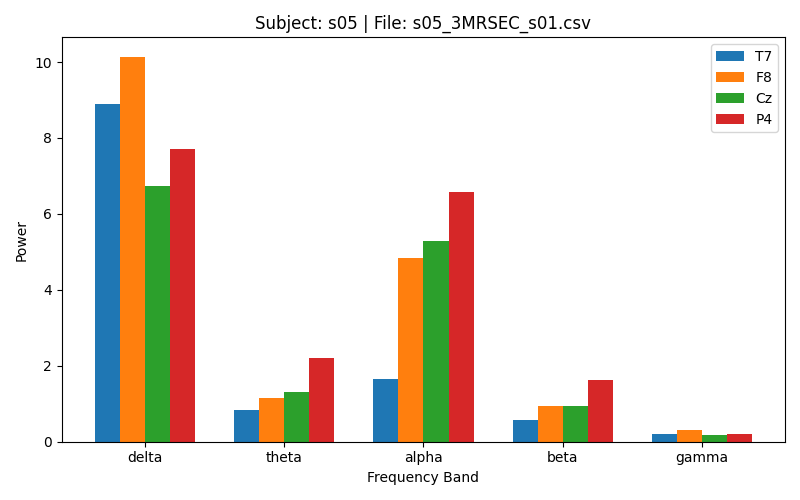 Subject: s05 | File: s05_3MRSEC_s01.csv
T7
F8
Cz
P4
Power
10
8
6
4
2
0
delta theta alpha beta gamma
Frequency Band